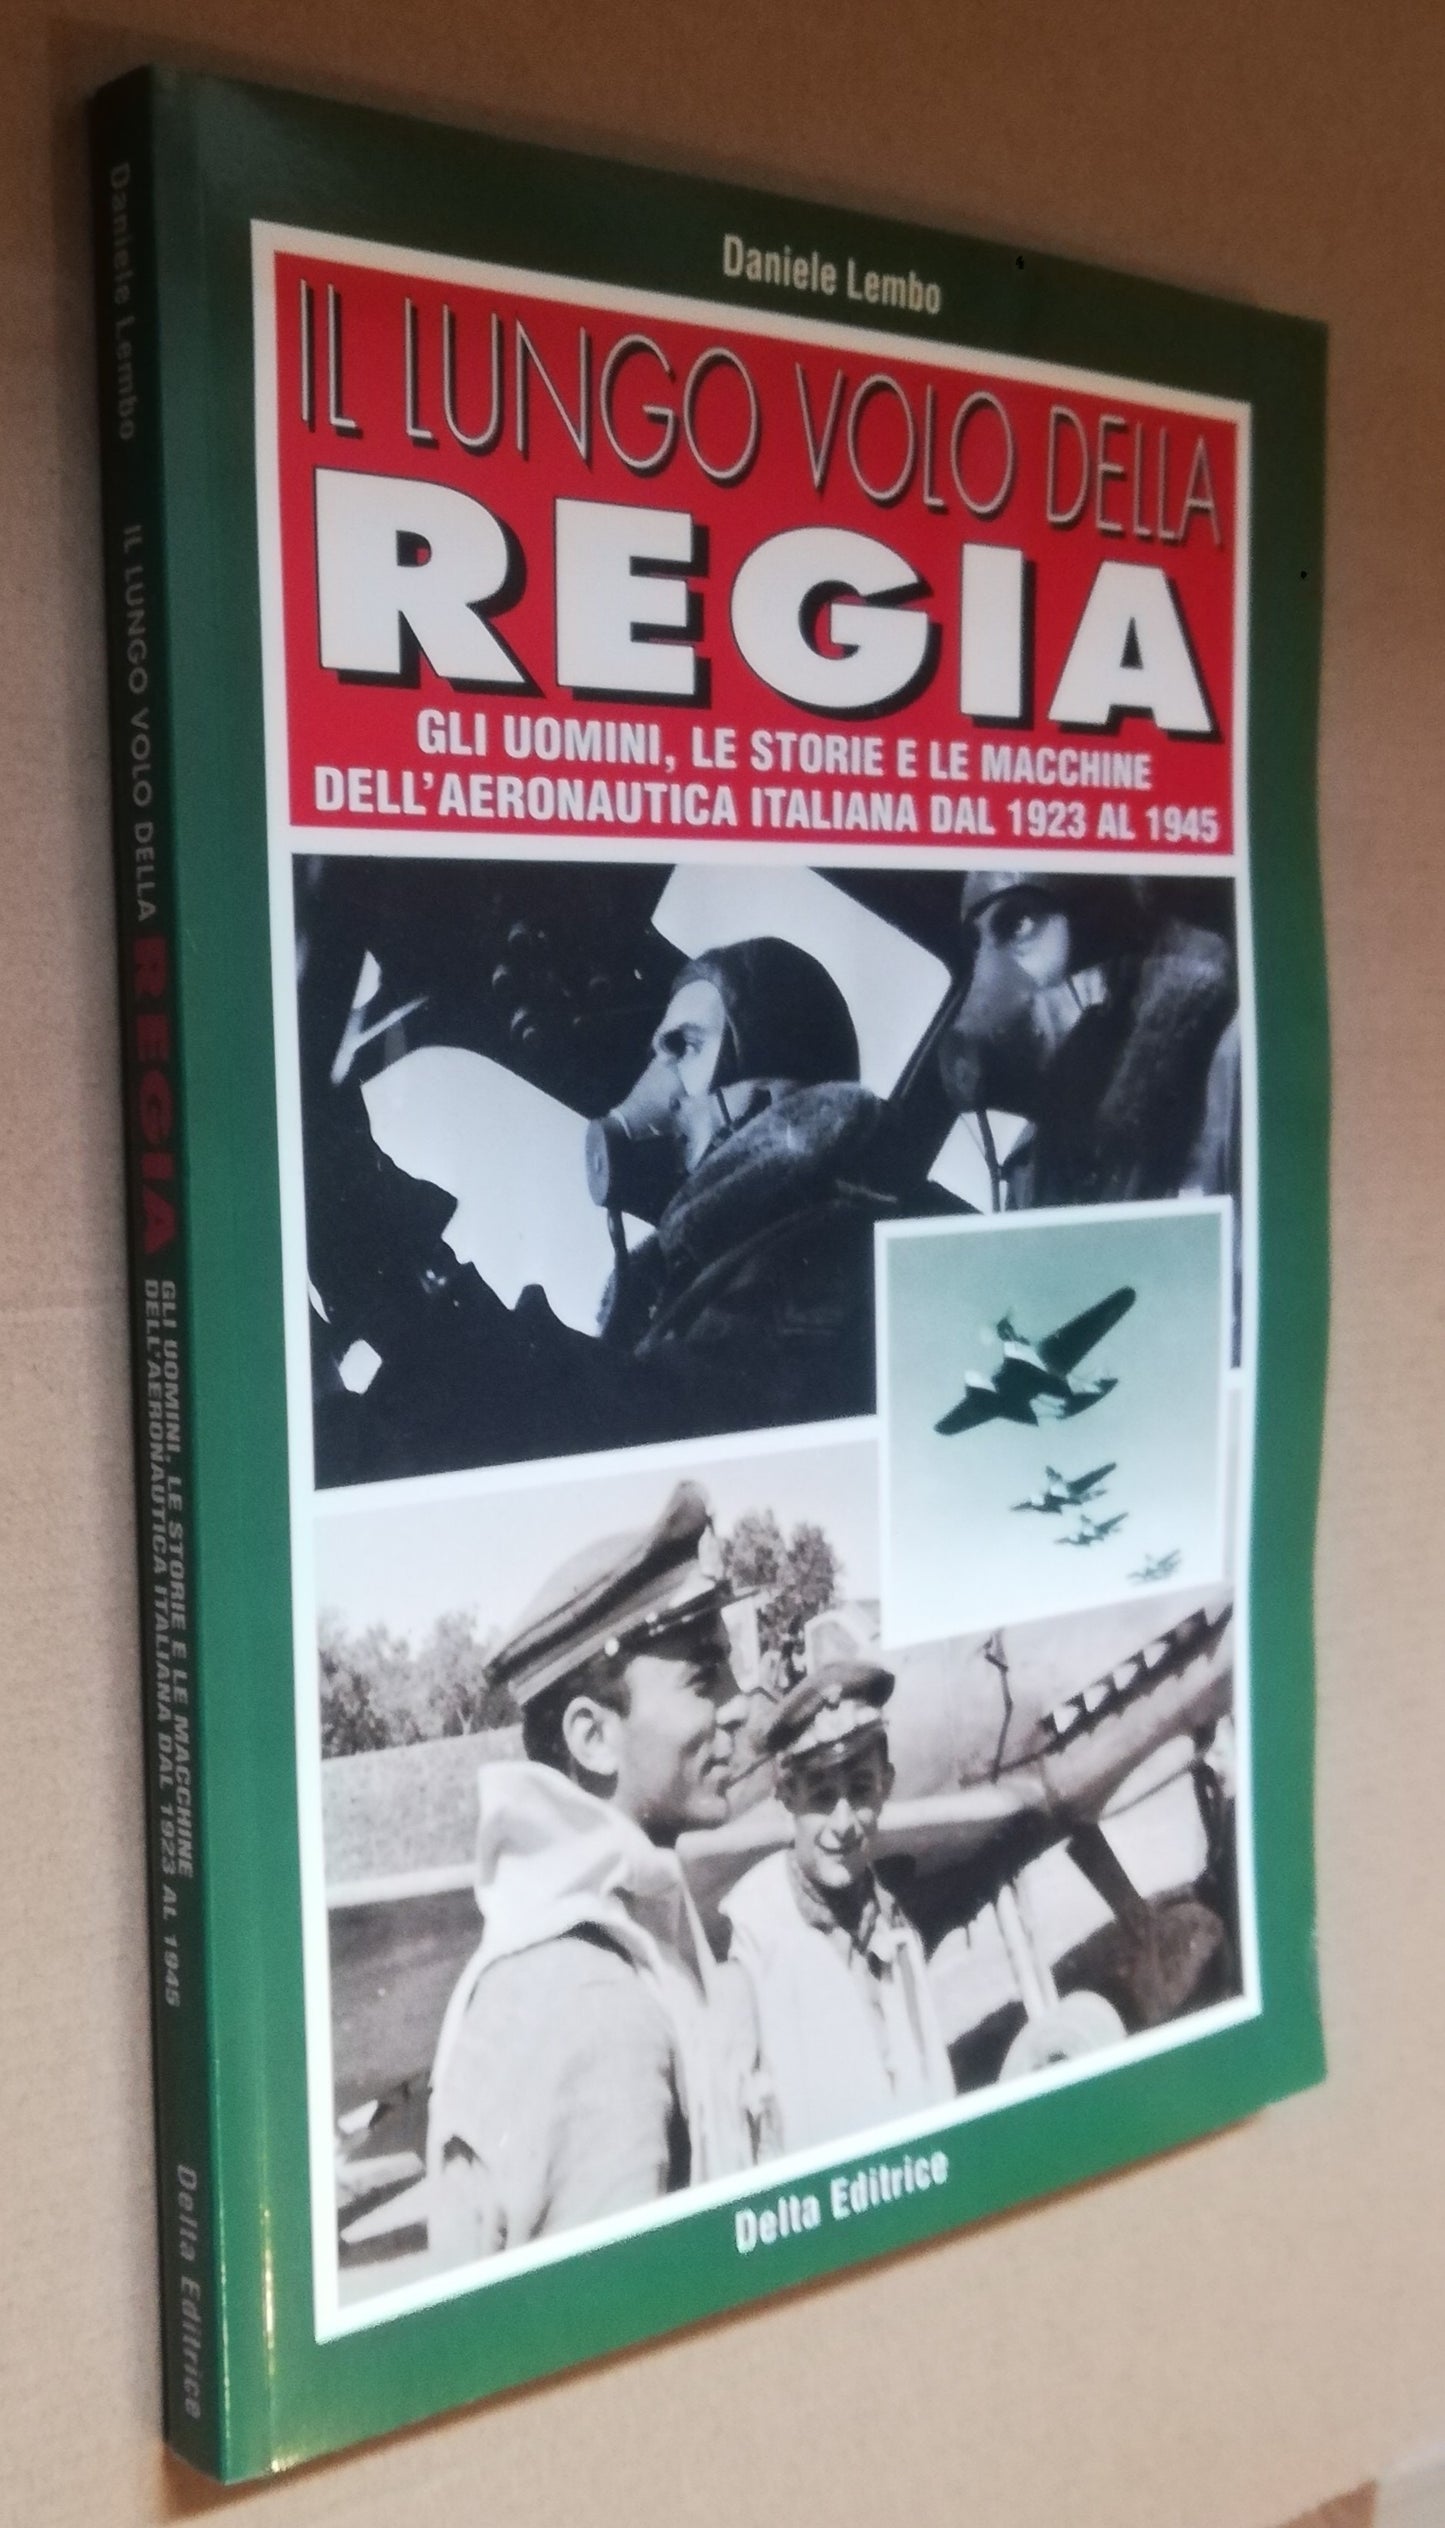 Daniele Lembo
IL LUNGO VOLO DELLA
REGIA
GLI UOMINI, LE STORIE E LE MACCHINE
DELL'AERONAUTICA ITALIANA DAL 1923 AL 1945
Delta Editrice
Daniele Lembo
IL LUNGO VOLO DELLA REGIA
GLI UOMINI, LE STORIE E LE MACCHINE
DELL'AERONAUTICA ITALIANA DAL 1923 AL 1945
Delta Editrice